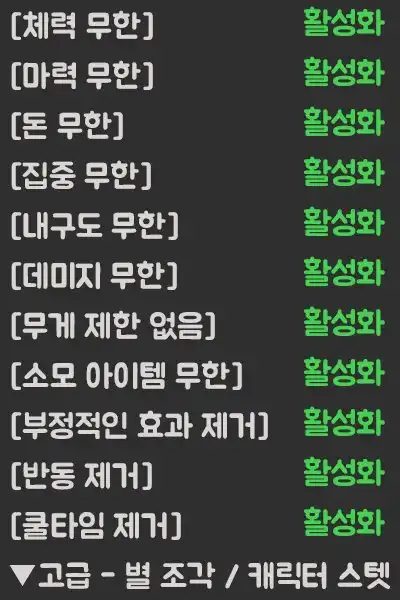 [체력 무한] 활성화
[마력 무한] 활성화
[돈 무한] 활성화
[집중 무한] 활성화
[내구도 무한] 활성화
[데미지 무한] 활성화
[무게 제한 없음] 활성화
[소모 아이템 무한] 활성화
[부정적인 효과 제거] 활성화
[반동 제거] 활성화
[쿨타임 제거] 활성화
▼고급 - 별 조각 / 캐릭터 스텟